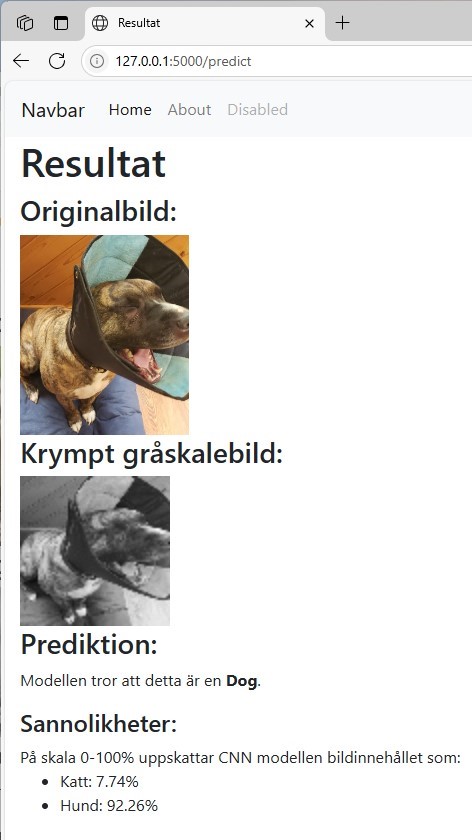 Resultat
127.0.0.1:5000/predict
Navbar Home About Disabled
Resultat
Originalbild:
Krympt gråskalebild:
Prediktion:
Modellen tror att detta är en Dog.
Sannolikheter:
På skala 0-100% uppskattar CNN modellen bildinnehållet som:
Katt: 7.74%
Hund: 92.26%